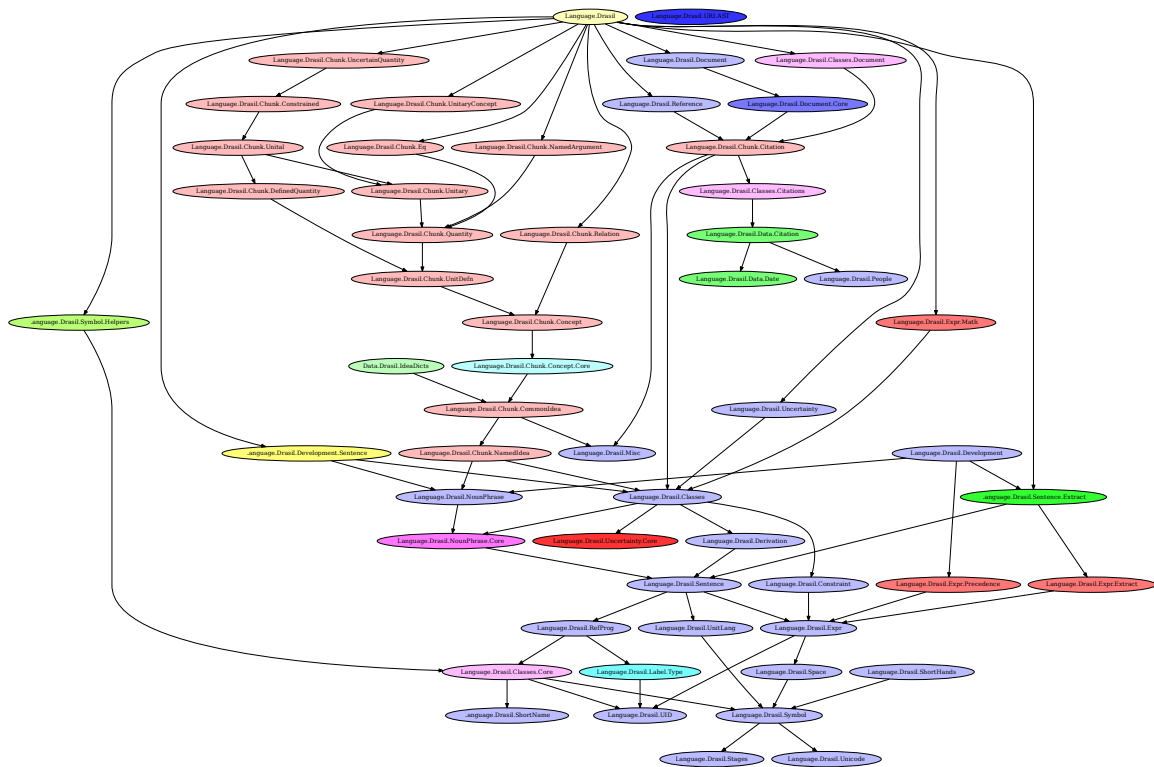 Language.Drasil
Language.Drasil.URI.AST
Language.Drasil.Chunk.UncertainQuantity
Language.Drasil.Document
Language.Drasil.Classes.Document
Language.Drasil.Chunk.Constrained
Language.Drasil.Chunk.UnitaryConcept
Language.Drasil.Reference
Language.Drasil.Document.Core
Language.Drasil.Chunk.Unital
Language.Drasil.Chunk.Eq
Language.Drasil.Chunk.NamedArgument
Language.Drasil.Chunk.Citation
Language.Drasil.Chunk.DefinedQuantity
Language.Drasil.Chunk.Unitary
Language.Drasil.Classes.Citations
Language.Drasil.Chunk.Quantity
Language.Drasil.Chunk.Relation
Language.Drasil.Data.Citation
Language.Drasil.Chunk.UnitDefn
Language.Drasil.Data.Date
Language.Drasil.People
.anguage.Drasil.Symbol.Helpers
Language.Drasil.Chunk.Concept
Language.Drasil.Expr.Math
Data.Drasil.IdeaDicts
Language.Drasil.Chunk.Concept.Core
Language.Drasil.Chunk.CommonIdea
Language.Drasil.Uncertainty
.anguage.Drasil.Development.Sentence
Language.Drasil.Chunk.NamedIdea
Language.Drasil.Misc
Language.Drasil.Development
Language.Drasil.NounPhrase
Language.Drasil.Classes
.anguage.Drasil.Sentence.Extract
Language.Drasil.NounPhrase.Core
Language.Drasil.Uncertainty.Core
Language.Drasil.Derivation
Language.Drasil.Sentence
Language.Drasil.Constraint
Language.Drasil.Expr.Precedence
Language.Drasil.Expr.Extract
Language.Drasil.RefProg
Language.Drasil.UnitLang
Language.Drasil.Expr
Language.Drasil.Classes.Core
Language.Drasil.Label.Type
Language.Drasil.Space
Language.Drasil.ShortHands
.anguage.Drasil.ShortName
Language.Drasil.UID
Language.Drasil.Symbol
Language.Drasil.Stages
Language.Drasil.Unicode